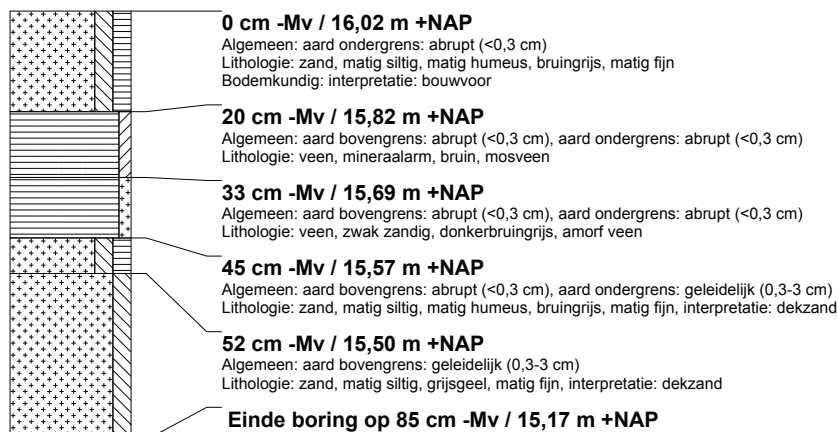 0 cm -Mv / 16,02 m +NAP
Algemeen: aard ondergrens: abrupt (<0,3 cm)
Lithologie: zand, matig siltig, matig humeus, bruingrijs, matig fijn
Bodemkundig: interpretatie: bouwvoor
20 cm -Mv / 15,82 m +NAP
Algemeen: aard bovengrens: abrupt (<0,3 cm), aard ondergrens: abrupt (<0,3 cm)
Lithologie: veen, mineraalarm, bruin, mosveen
33 cm -Mv / 15,69 m +NAP
Algemeen: aard bovengrens: abrupt (<0,3 cm), aard ondergrens: abrupt (<0,3 cm)
Lithologie: veen, zwak zandig, donkerbruingrijs, amorf veen
45 cm -Mv / 15,57 m +NAP
Algemeen: aard bovengrens: abrupt (<0,3 cm), aard ondergrens: geleidelijk (0,3-3 cm)
Lithologie: zand, matig siltig, matig humeus, bruingrijs, matig fijn, interpretatie: dekzand
52 cm -Mv / 15,50 m +NAP
Algemeen: aard bovengrens: geleidelijk (0,3-3 cm)
Lithologie: zand, matig siltig, grijsgeel, matig fijn, interpretatie: dekzand
Einde boring op 85 cm -Mv / 15,17 m +NAP